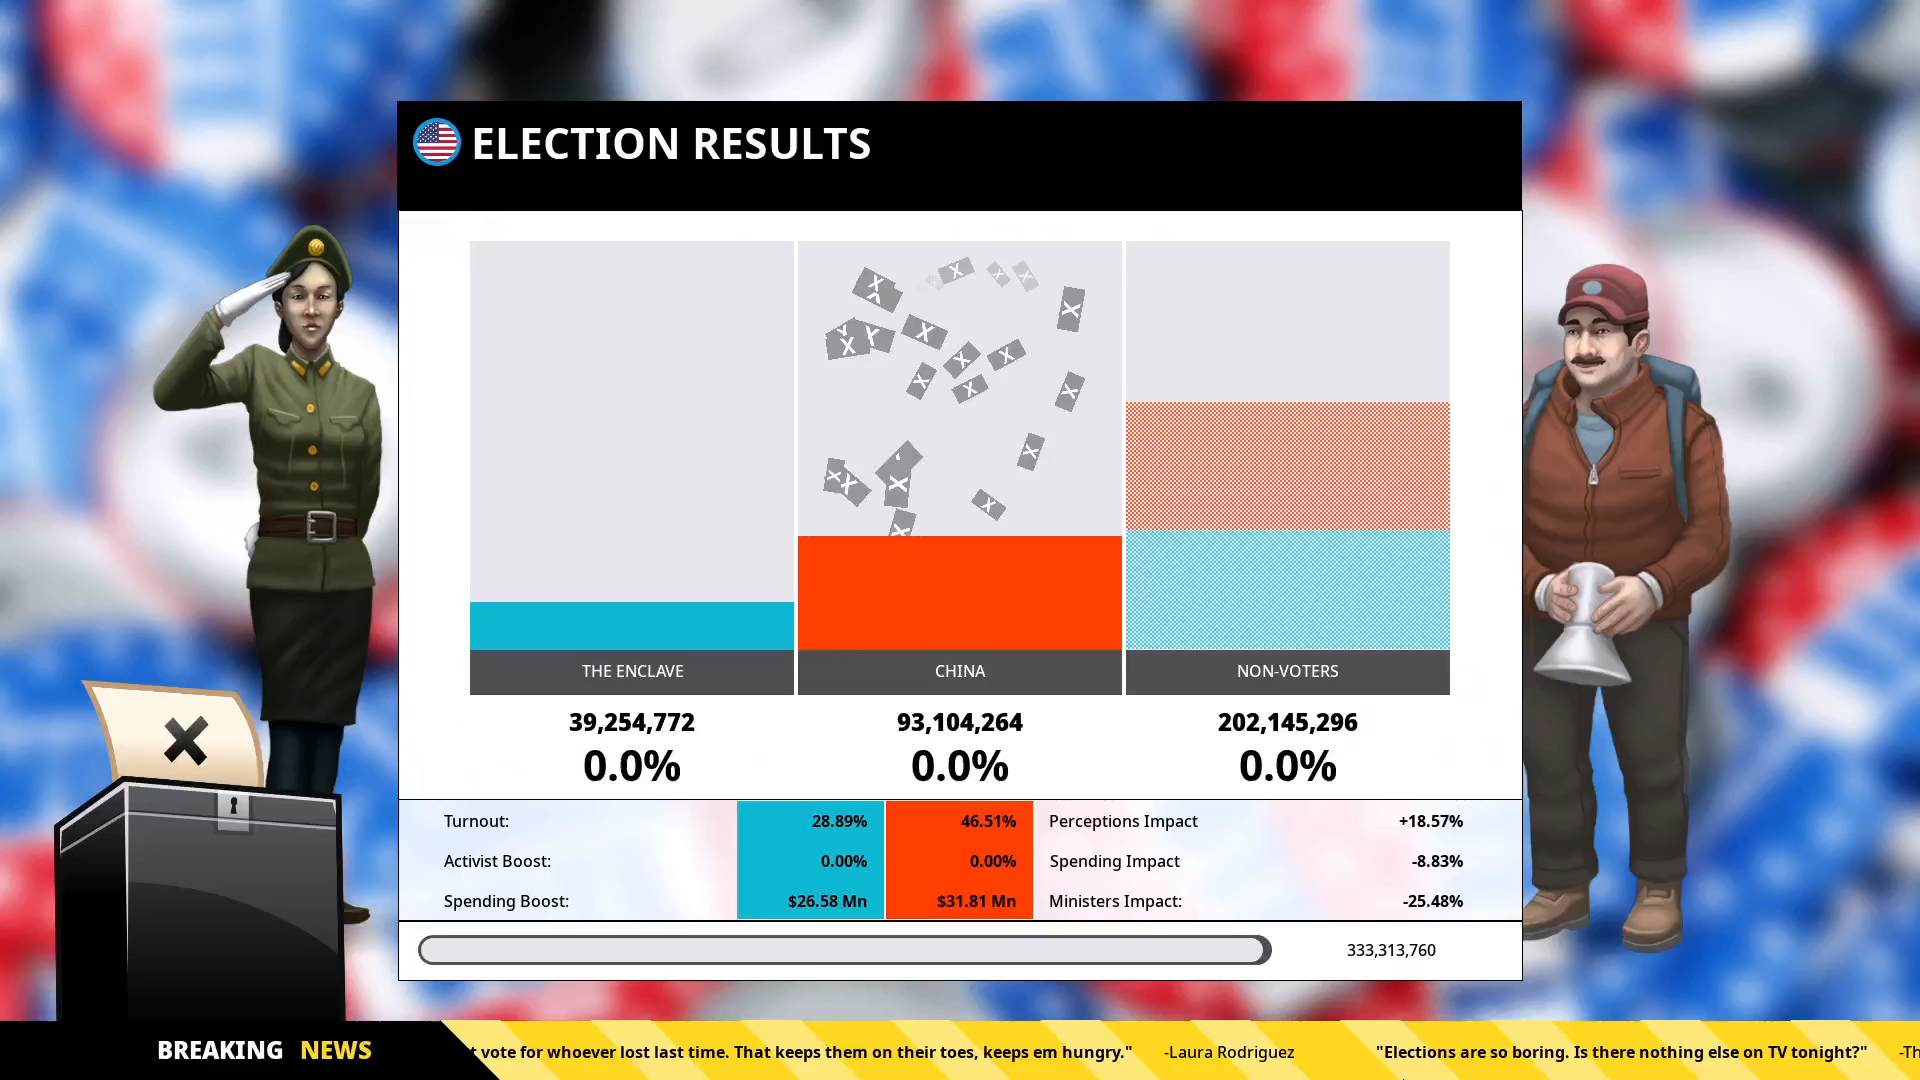 ELECTION RESULTS
THE ENCLAVE
CHINA
NON-VOTERS
39,254,772
93,104,264
202,145,296
0.0%
0.0%
0.0%
Turnout: 28.89% 46.51% Perceptions Impact +18.57%
Activist Boost: 0.00% 0.00% Spending Impact -8.83%
Spending Boost: $26.58 Mn $31.81 Mn Ministers Impact: -25.48%
333,313,760
BREAKING NEWS vote for whoever lost last time. That keeps them on their toes, keeps em hungry." -Laura Rodriguez "Elections are so boring. Is there nothing else on TV tonight?" -Th